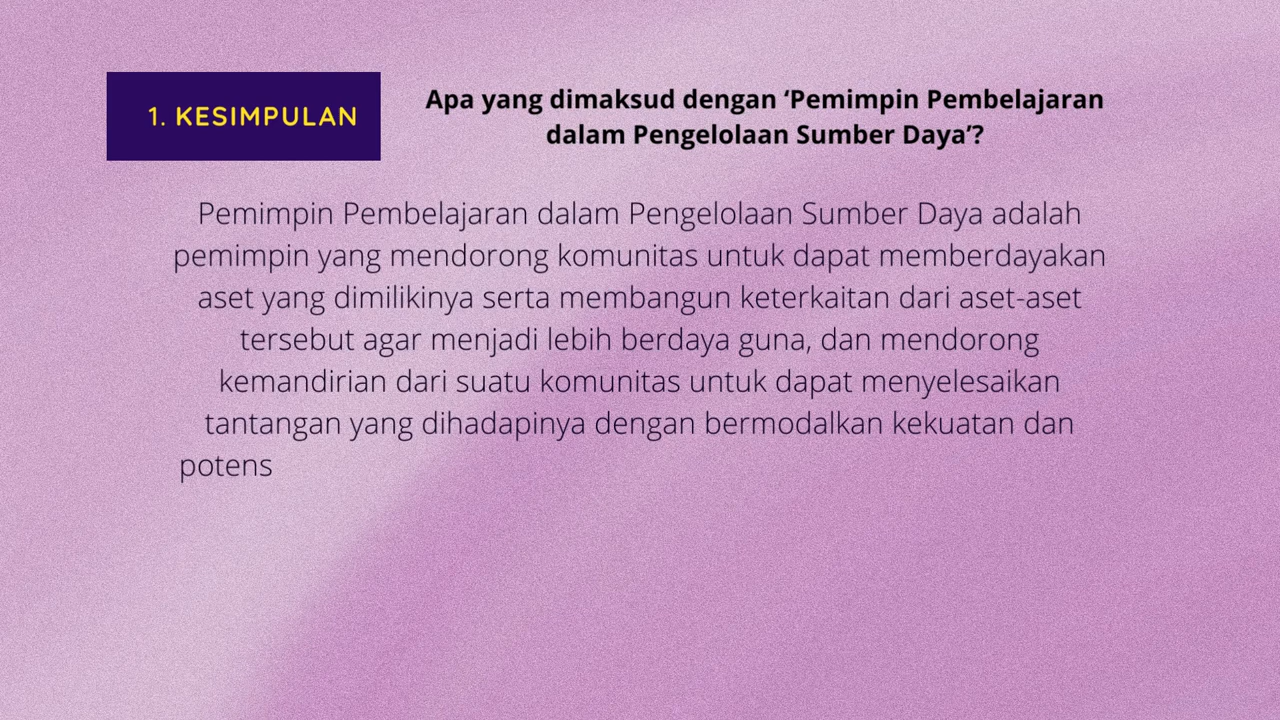 1. KESIMPULAN
Apa yang dimaksud dengan ‘Pemimpin Pembelajaran
dalam Pengelolaan Sumber Daya’?
Pemimpin Pembelajaran dalam Pengelolaan Sumber Daya adalah
pemimpin yang mendorong komunitas untuk dapat memberdayakan
aset yang dimilikinya serta membangun keterkaitan dari aset-aset
tersebut agar menjadi lebih berdaya guna, dan mendorong
kemandirian dari suatu komunitas untuk dapat menyelesaikan
tantangan yang dihadapinya dengan bermodalkan kekuatan dan
potens